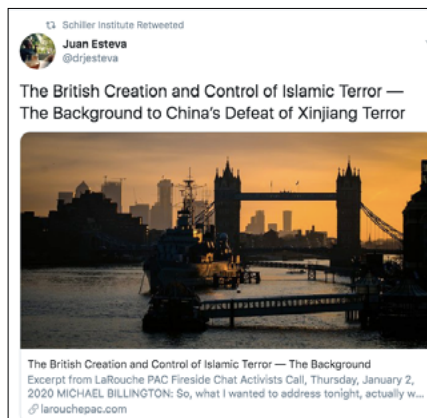 Schiller Institute Retweeted
Juan Esteva
@drjesteva
The British Creation and Control of Islamic Terror —
The Background to China's Defeat of Xinjiang Terror
The British Creation and Control of Islamic Terror — The Background
Excerpt from LaRouche PAC Fireside Chat Activists Call, Thursday, January 2,
2020 MICHAEL BILLINGTON: So, what I wanted to address tonight, actually w...
larouchepac.com